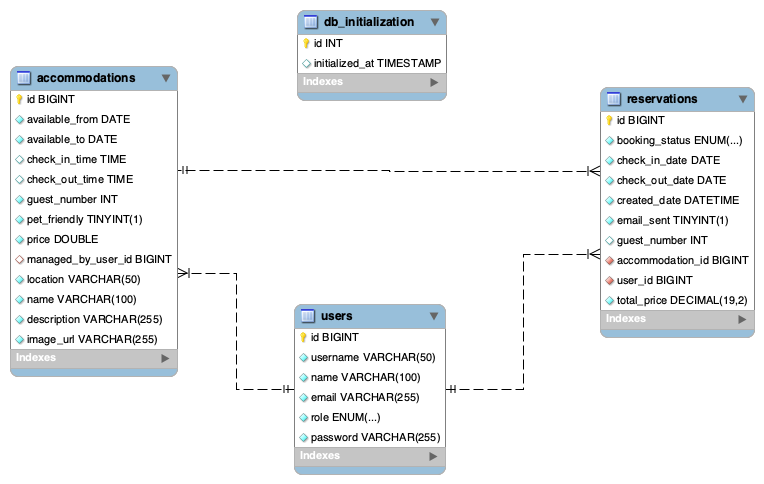 db_initialization
id INT
initialized_at TIMESTAMP
Indexes
accommodations
id BIGINT
available_from DATE
available_to DATE
check_in_time TIME
check_out_time TIME
guest_number INT
pet_friendly TINYINT(1)
price DOUBLE
managed_by_user_id BIGINT
location VARCHAR(50)
name VARCHAR(100)
description VARCHAR(255)
image_url VARCHAR(255)
Indexes
reservations
id BIGINT
booking_status ENUM(...)
check_in_date DATE
check_out_date DATE
created_date DATETIME
email_sent TINYINT(1)
guest_number INT
accommodation_id BIGINT
user_id BIGINT
total_price DECIMAL(19,2)
Indexes
users
id BIGINT
username VARCHAR(50)
name VARCHAR(100)
email VARCHAR(255)
role ENUM(...)
password VARCHAR(255)
Indexes